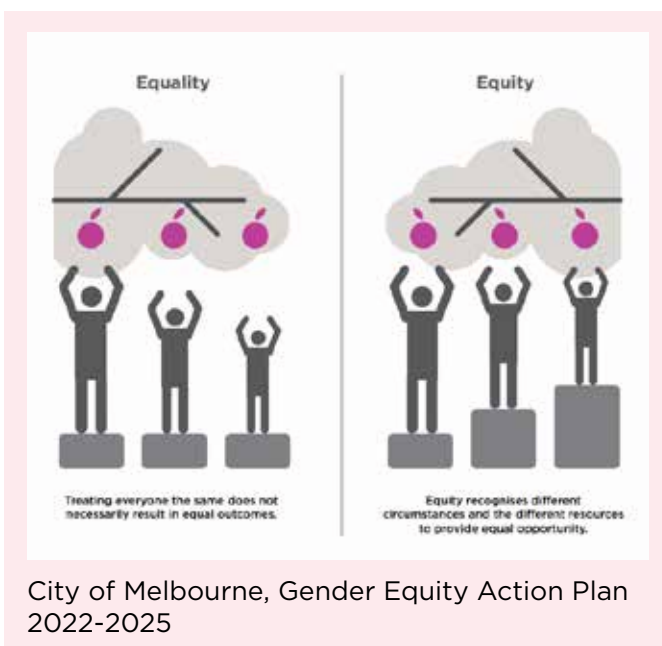 Equality
Treating everyone the same does not
necessarily result in equal outcomes.
Equity
Equity recognises different
circumstances and the different resources
to provide equal opportunity.
City of Melbourne, Gender Equity Action Plan
2022-2025